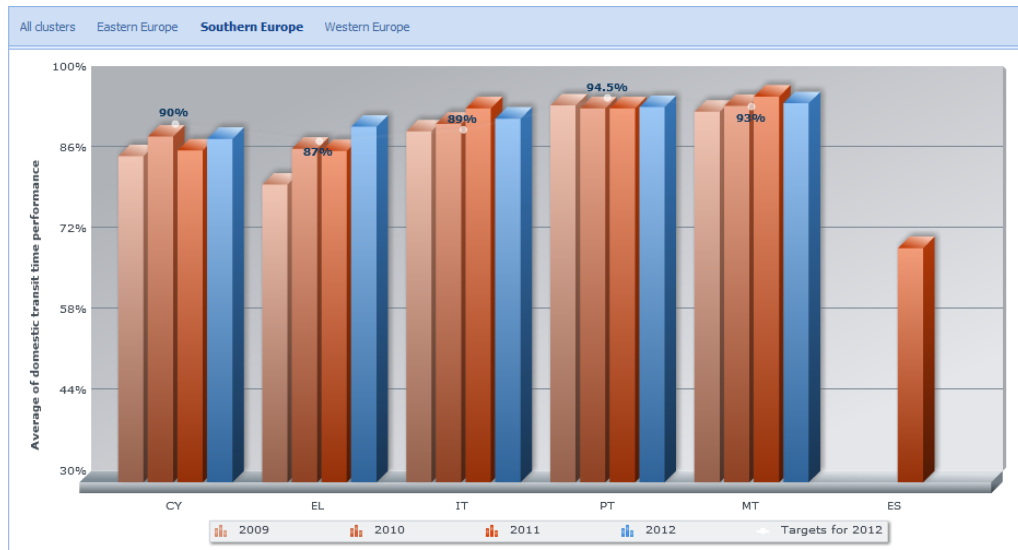 All clusters Eastern Europe Southern Europe Western Europe
Average of domestic transit time performance
100%
86%
72%
58%
44%
30%
90%
87%
89%
94.5%
93%
CY EL IT PT MT ES
2009 2010 2011 2012 Targets for 2012